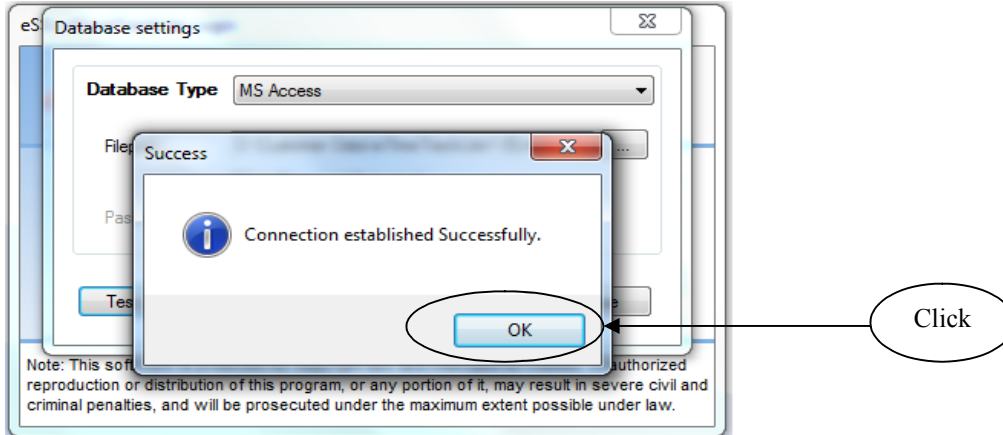 eS
Database settings
Database Type MS Access
Filep ...
Success
Pas
Connection established Successfully.
Tes e
OK
Click
Note: This soft authorized
reproduction or distribution of this program, or any portion of it, may result in severe civil and
criminal penalties, and will be prosecuted under the maximum extent possible under law.